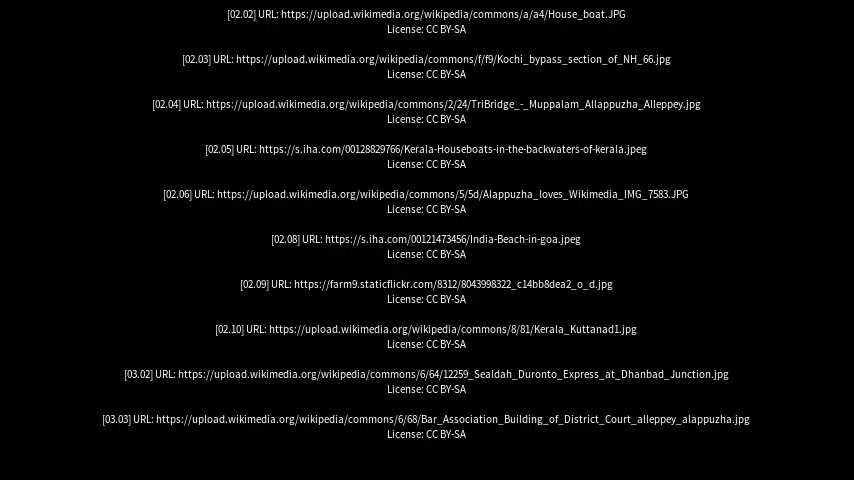 [02.02] URL: https://upload.wikimedia.org/wikipedia/commons/a/a4/House_boat.JPG
License: CC BY-SA
[02.03] URL: https://upload.wikimedia.org/wikipedia/commons/f/f9/Kochi_bypass_section_of_NH_66.jpg
License: CC BY-SA
[02.04] URL: https://upload.wikimedia.org/wikipedia/commons/2/24/TriBridge_-_Muppalam_Allappuzha_Alleppey.jpg
License: CC BY-SA
[02.05] URL: https://s.iha.com/00128829766/Kerala-Houseboats-in-the-backwaters-of-kerala.jpeg
License: CC BY-SA
[02.06] URL: https://upload.wikimedia.org/wikipedia/commons/5/5d/Alappuzha_loves_Wikimedia_IMG_7583.JPG
License: CC BY-SA
[02.08] URL: https://s.iha.com/00121473456/India-Beach-in-goa.jpeg
License: CC BY-SA
[02.09] URL: https://farm9.staticflickr.com/8312/8043998322_c14bb8dea2_o_d.jpg
License: CC BY-SA
[02.10] URL: https://upload.wikimedia.org/wikipedia/commons/8/81/Kerala_Kuttanad1.jpg
License: CC BY-SA
[03.02] URL: https://upload.wikimedia.org/wikipedia/commons/6/64/12259_Sealdah_Duronto_Express_at_Dhanbad_Junction.jpg
License: CC BY-SA
[03.03] URL: https://upload.wikimedia.org/wikipedia/commons/6/68/Bar_Association_Building_of_District_Court_alleppey_alappuzha.jpg
License: CC BY-SA